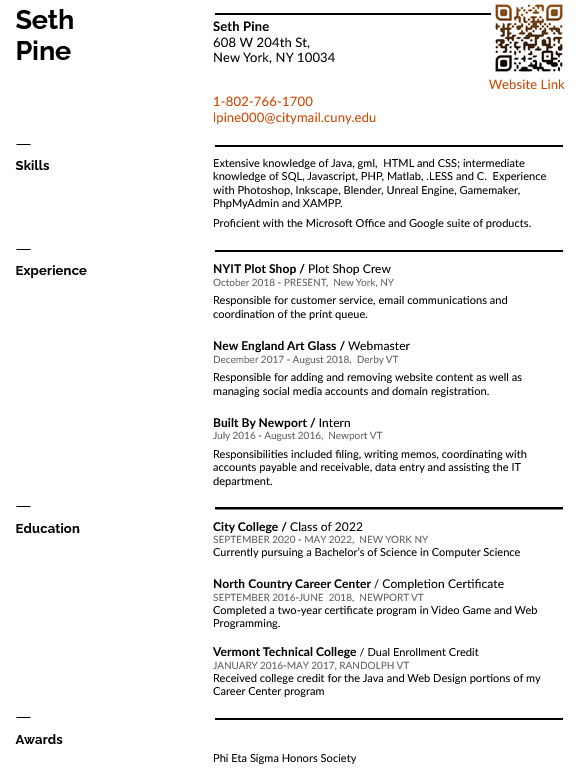 Seth
Pine
Seth Pine
608 W 204th St,
New York, NY 10034
Website Link
1-802-766-1700
lpine000@citymail.cuny.edu
Skills
Extensive knowledge of Java, gml,  HTML and CSS; intermediate
knowledge of SQL, Javascript, PHP, Matlab, .LESS and C.  Experience
with Photoshop, Inkscape, Blender, Unreal Engine, Gamemaker,
PhpMyAdmin and XAMPP.
Proficient with the Microsoft Office and Google suite of products.
Experience
NYIT Plot Shop / Plot Shop Crew
October 2018 - PRESENT,  New York, NY
Responsible for customer service, email communications and
coordination of the print queue.
New England Art Glass / Webmaster
December 2017 - August 2018,  Derby VT
Responsible for adding and removing website content as well as
managing social media accounts and domain registration.
Built By Newport / Intern
July 2016 - August 2016,  Newport VT
Responsibilities included filing, writing memos, coordinating with
accounts payable and receivable, data entry and assisting the IT
department.
Education
City College / Class of 2022
SEPTEMBER 2020 - MAY 2022,  NEW YORK NY
Currently pursuing a Bachelor's of Science in Computer Science
North Country Career Center / Completion Certificate
SEPTEMBER 2016-JUNE  2018,  NEWPORT VT
Completed a two-year certificate program in Video Game and Web
Programming.
Vermont Technical College / Dual Enrollment Credit
JANUARY 2016-MAY 2017, RANDOLPH VT
Received college credit for the Java and Web Design portions of my
Career Center program
Awards
Phi Eta Sigma Honors Society